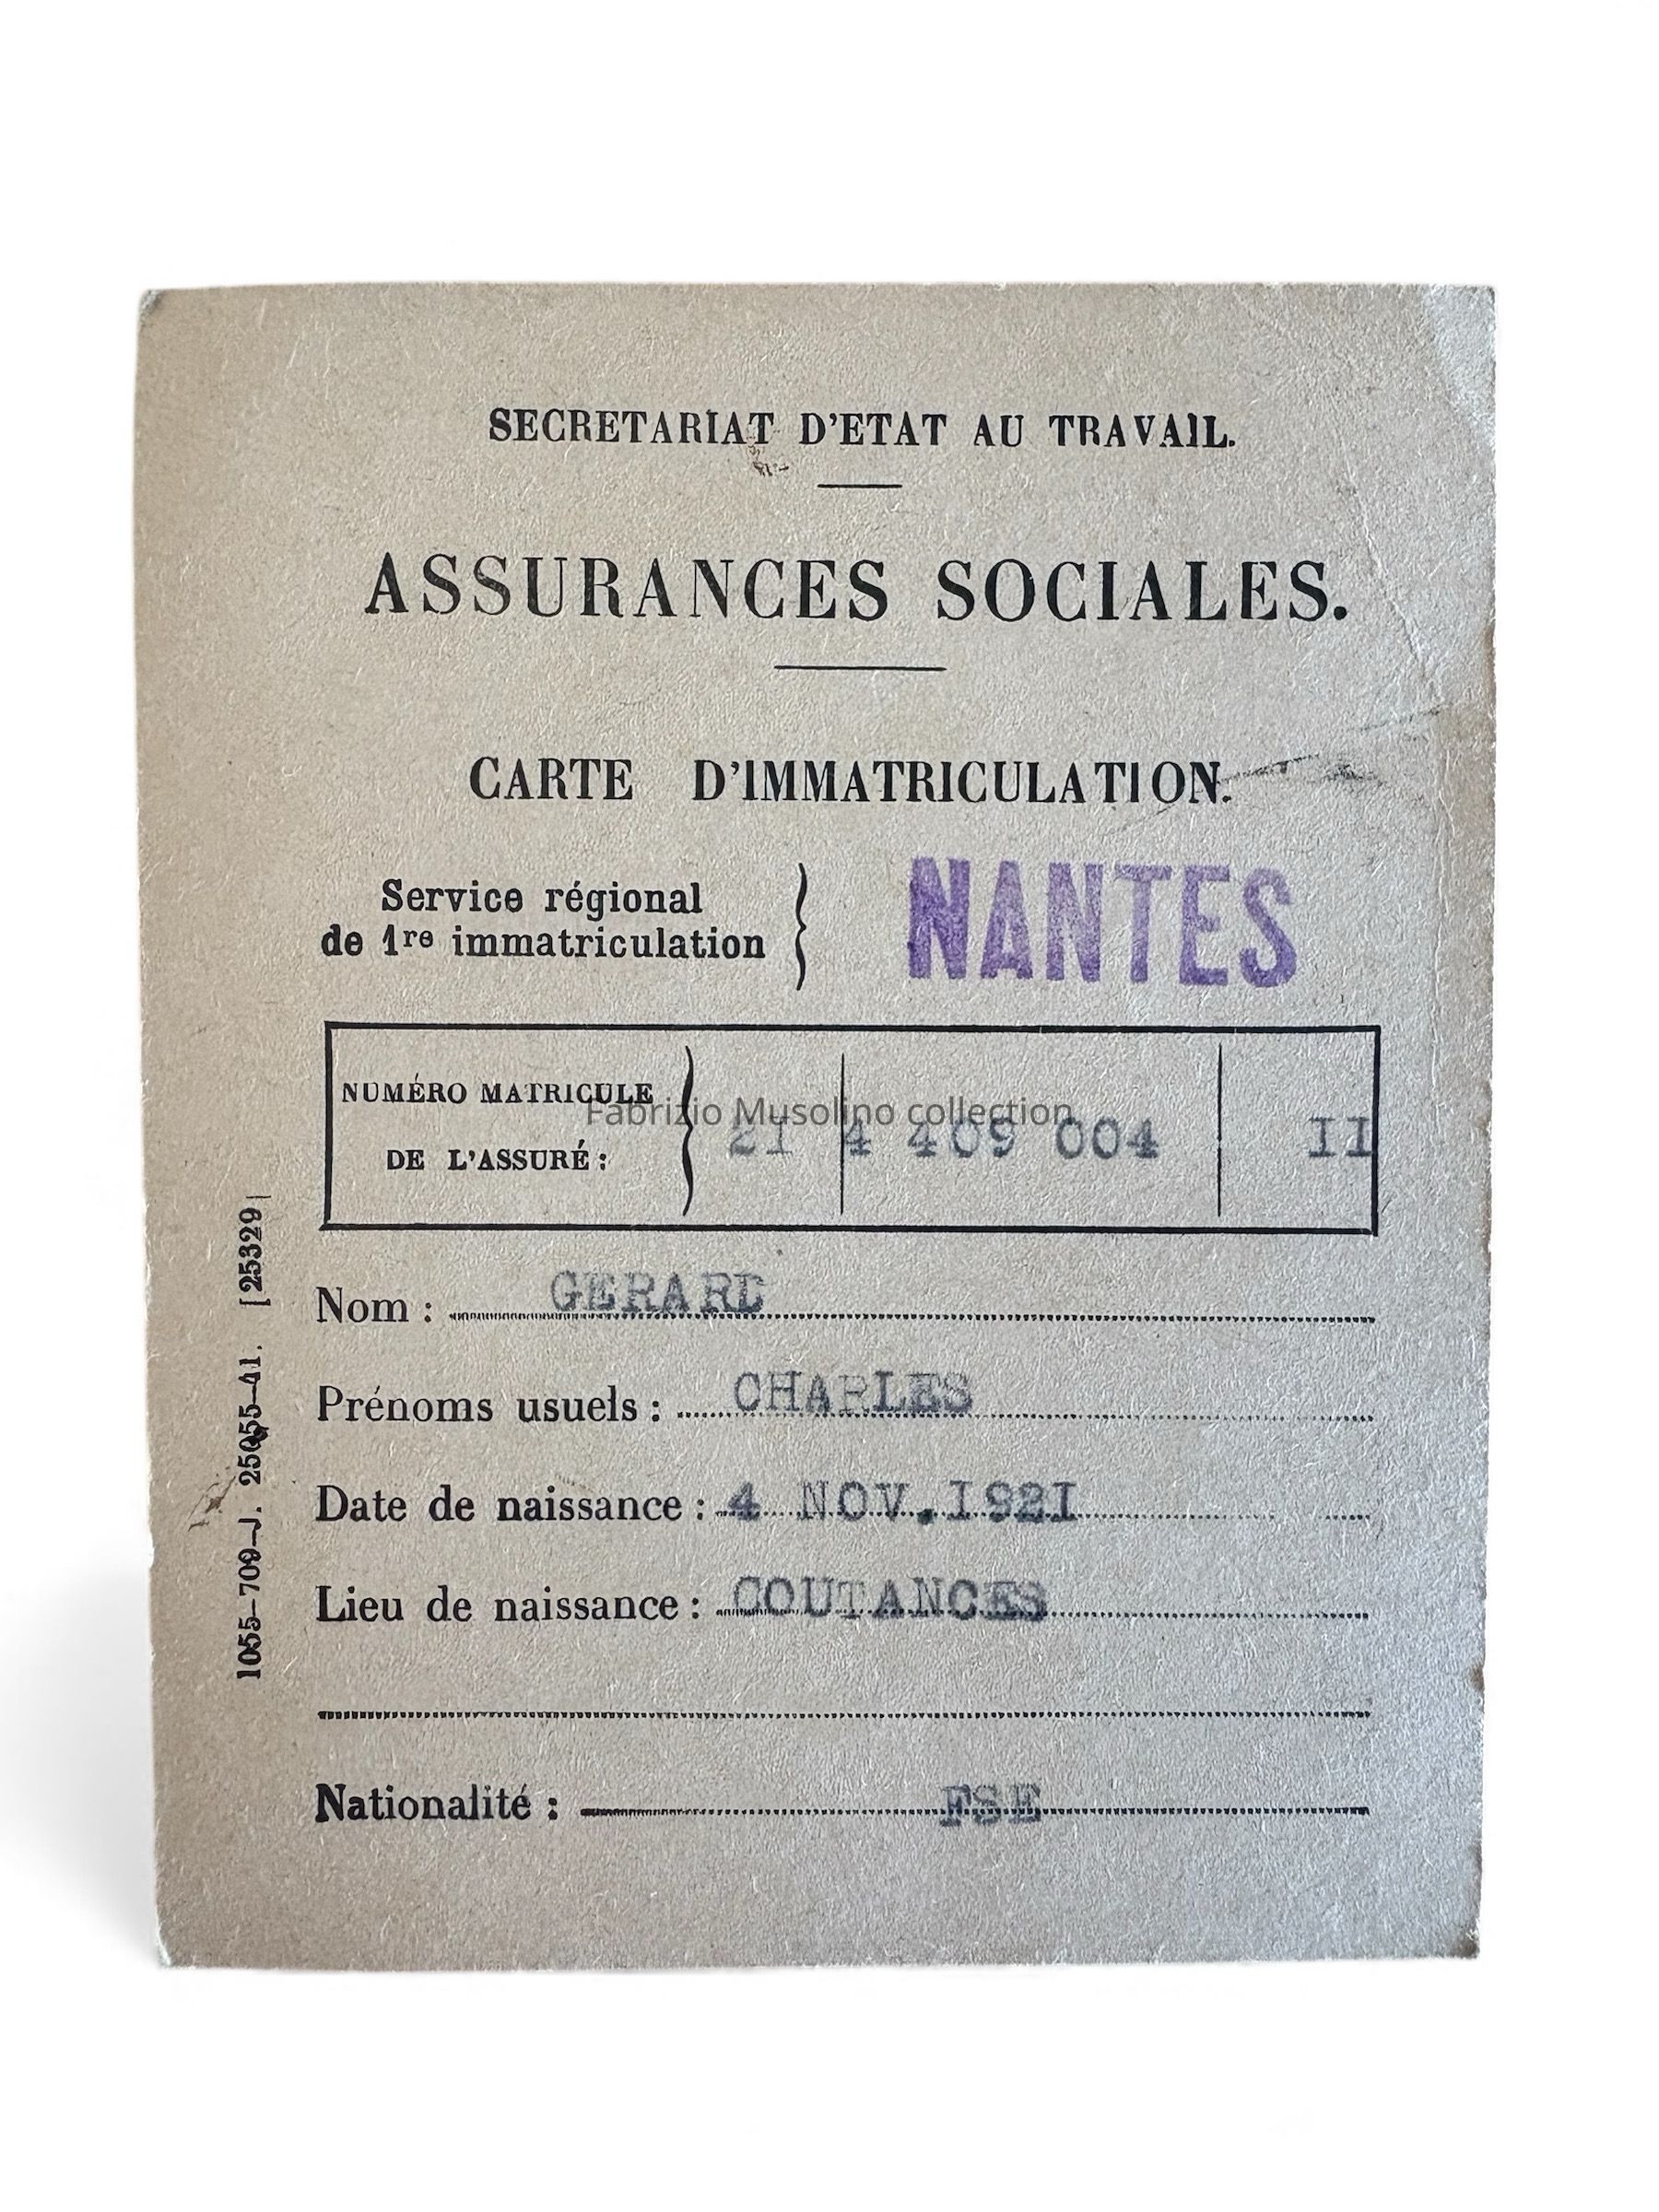 SECRETARIAT D'ETAT AU TRAVAIL.
ASSURANCES SOCIALES.
CARTE D'IMMATRICULATION.
Service régional
de 1re immatriculation
NANTES
NUMÉRO MATRICULE
DE L'ASSURÉ :
21 4 409 004 II
Fabrizio Musolino collection
Nom : GERARD
Prénoms usuels : CHARLES
Date de naissance : 4 NOV.I921
Lieu de naissance : COUTANCES
Nationalité : FSE
1055-709-J. 25055-41. [25329]